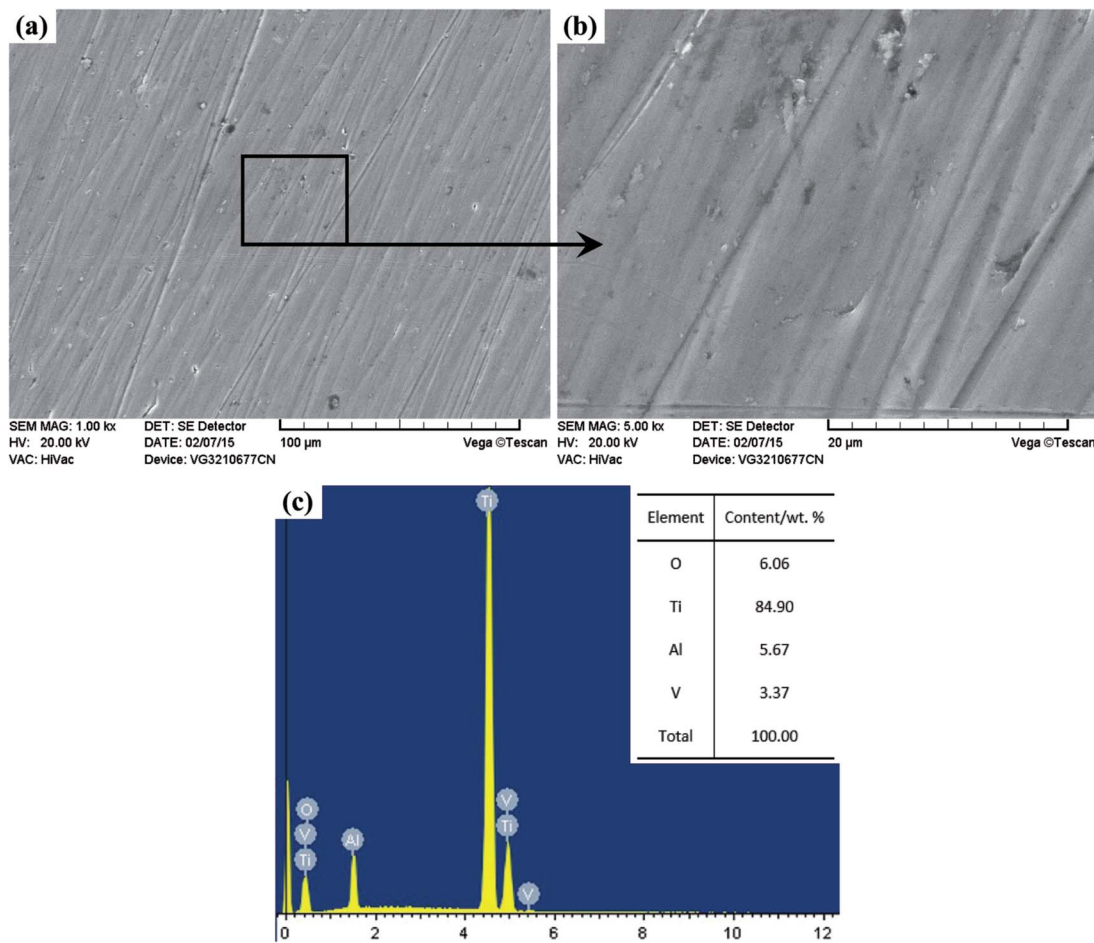 (a)
(b)
SEM MAG: 1.00 kx DET: SE Detector
HV: 20.00 kV DATE: 02/07/15 100 µm Vega ©Tescan
VAC: HiVac Device: VG3210677CN
SEM MAG: 5.00 kx DET: SE Detector
HV: 20.00 kV DATE: 02/07/15 20 µm Vega ©Tescan
VAC: HiVac Device: VG3210677CN
(c)
Ti
O
V
Ti
Al
V
Ti
V
0 2 4 6 8 10 12
Element Content/wt. %
O 6.06
Ti 84.90
Al 5.67
V 3.37
Total 100.00